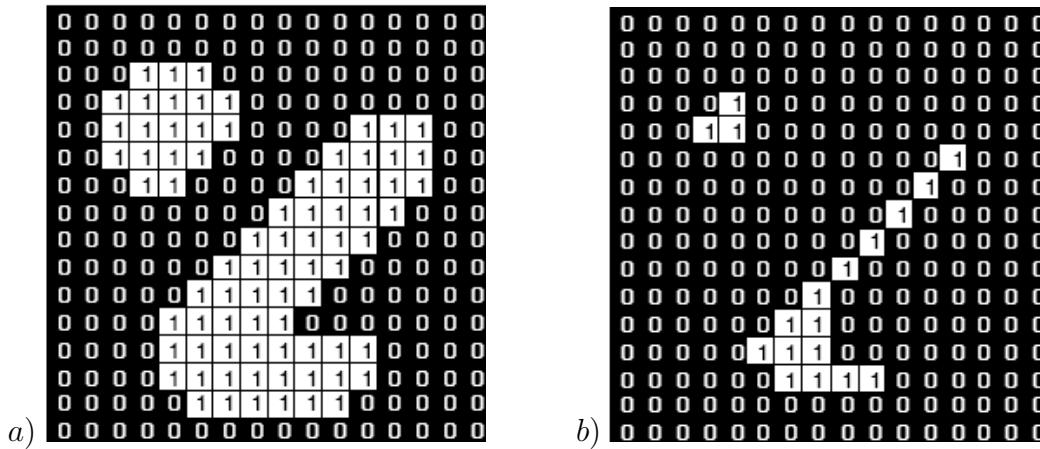 0 0 0 0 0 0 0 0 0 0 0 0 0 0 0 0
0 0 0 0 0 0 0 0 0 0 0 0 0 0 0 0
0 0 0 1 1 1 0 0 0 0 0 0 0 0 0 0
0 0 1 1 1 1 1 0 0 0 0 0 0 0 0 0
0 0 1 1 1 1 1 0 0 0 0 1 1 1 0 0
0 0 1 1 1 1 0 0 0 0 1 1 1 1 0 0
0 0 0 1 1 0 0 0 0 1 1 1 1 1 0 0
0 0 0 0 0 0 0 0 1 1 1 1 1 0 0 0
0 0 0 0 0 0 0 1 1 1 1 1 0 0 0 0
0 0 0 0 0 0 1 1 1 1 1 0 0 0 0 0
0 0 0 0 0 1 1 1 1 1 0 0 0 0 0 0
0 0 0 0 1 1 1 1 1 0 0 0 0 0 0 0
0 0 0 0 1 1 1 1 1 1 1 1 0 0 0 0
0 0 0 0 1 1 1 1 1 1 1 1 0 0 0 0
0 0 0 0 0 1 1 1 1 1 1 0 0 0 0 0
0 0 0 0 0 0 0 0 0 0 0 0 0 0 0 0
a)
0 0 0 0 0 0 0 0 0 0 0 0 0 0 0 0
0 0 0 0 0 0 0 0 0 0 0 0 0 0 0 0
0 0 0 0 0 0 0 0 0 0 0 0 0 0 0 0
0 0 0 0 1 0 0 0 0 0 0 0 0 0 0 0
0 0 0 1 1 0 0 0 0 0 0 0 0 0 0 0
0 0 0 0 0 0 0 0 0 0 0 0 1 0 0 0
0 0 0 0 0 0 0 0 0 0 0 1 0 0 0 0
0 0 0 0 0 0 0 0 0 0 1 0 0 0 0 0
0 0 0 0 0 0 0 0 0 1 0 0 0 0 0 0
0 0 0 0 0 0 0 0 1 0 0 0 0 0 0 0
0 0 0 0 0 0 0 1 0 0 0 0 0 0 0 0
0 0 0 0 0 0 1 1 0 0 0 0 0 0 0 0
0 0 0 0 0 1 1 1 0 0 0 0 0 0 0 0
0 0 0 0 0 0 1 1 1 1 0 0 0 0 0 0
0 0 0 0 0 0 0 0 0 0 0 0 0 0 0 0
0 0 0 0 0 0 0 0 0 0 0 0 0 0 0 0
b)